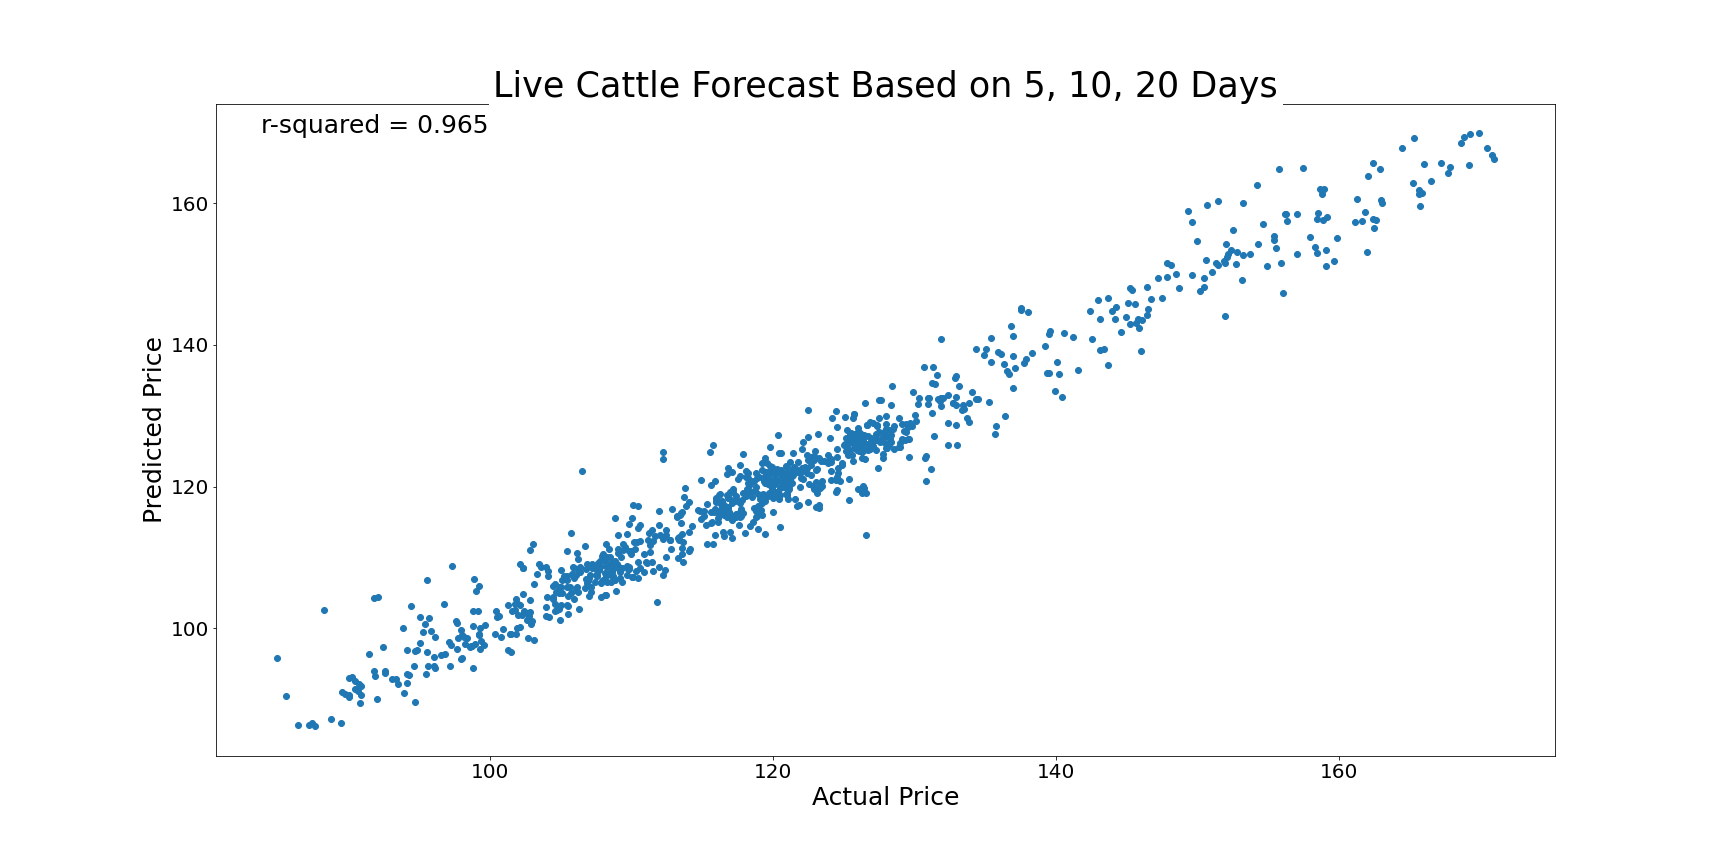 Live Cattle Forecast Based on 5, 10, 20 Days
r-squared = 0.965
Predicted Price
160
140
120
100
100 120 140 160
Actual Price